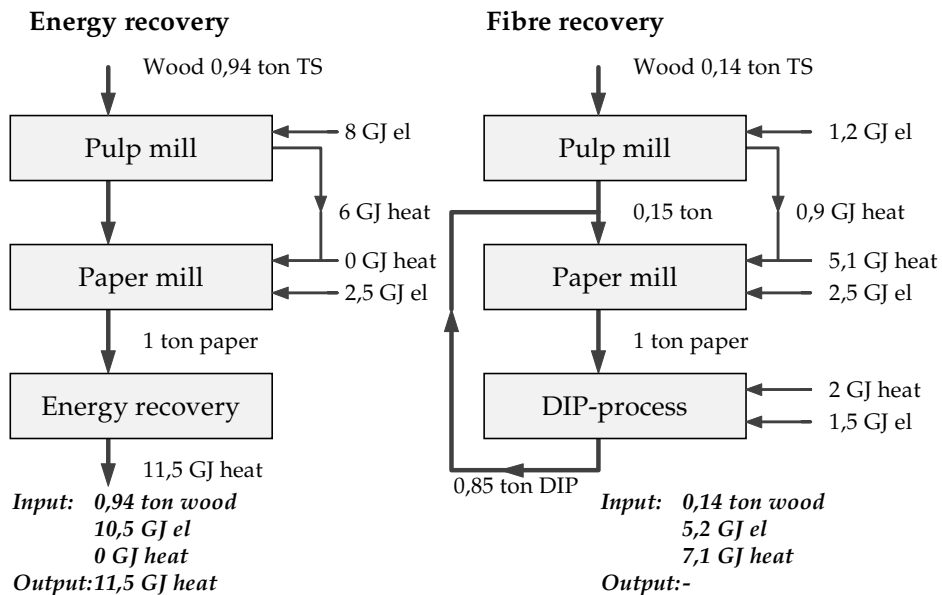 Energy recovery
Wood 0,94 ton TS
Pulp mill
8 GJ el
6 GJ heat
Paper mill
0 GJ heat
2,5 GJ el
1 ton paper
Energy recovery
11,5 GJ heat
Input: 0,94 ton wood
10,5 GJ el
0 GJ heat
Output:11,5 GJ heat
Fibre recovery
Wood 0,14 ton TS
Pulp mill
1,2 GJ el
0,15 ton
0,9 GJ heat
Paper mill
5,1 GJ heat
2,5 GJ el
1 ton paper
DIP-process
2 GJ heat
1,5 GJ el
0,85 ton DIP
Input: 0,14 ton wood
5,2 GJ el
7,1 GJ heat
Output:-